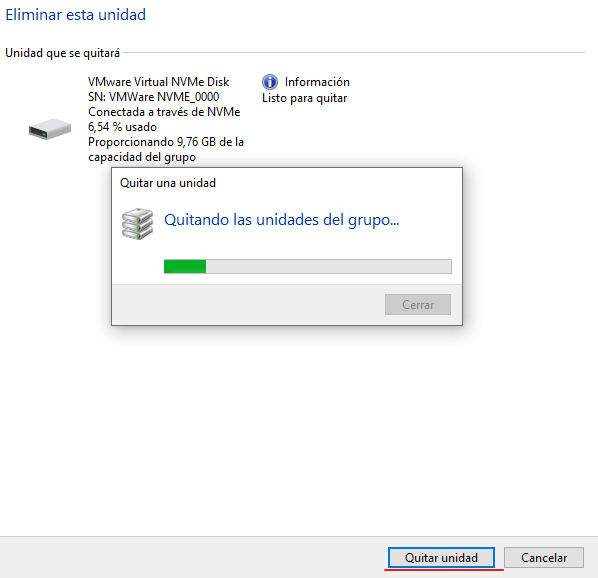 Eliminar esta unidad
Unidad que se quitará
VMware Virtual NVMe Disk
SN: VMWare NVME_0000
Conectada a través de NVMe
6,54 % usado
Proporcionando 9,76 GB de la
capacidad del grupo
Información
Listo para quitar
Quitar una unidad
Quitando las unidades del grupo...
Cerrar
Quitar unidad
Cancelar